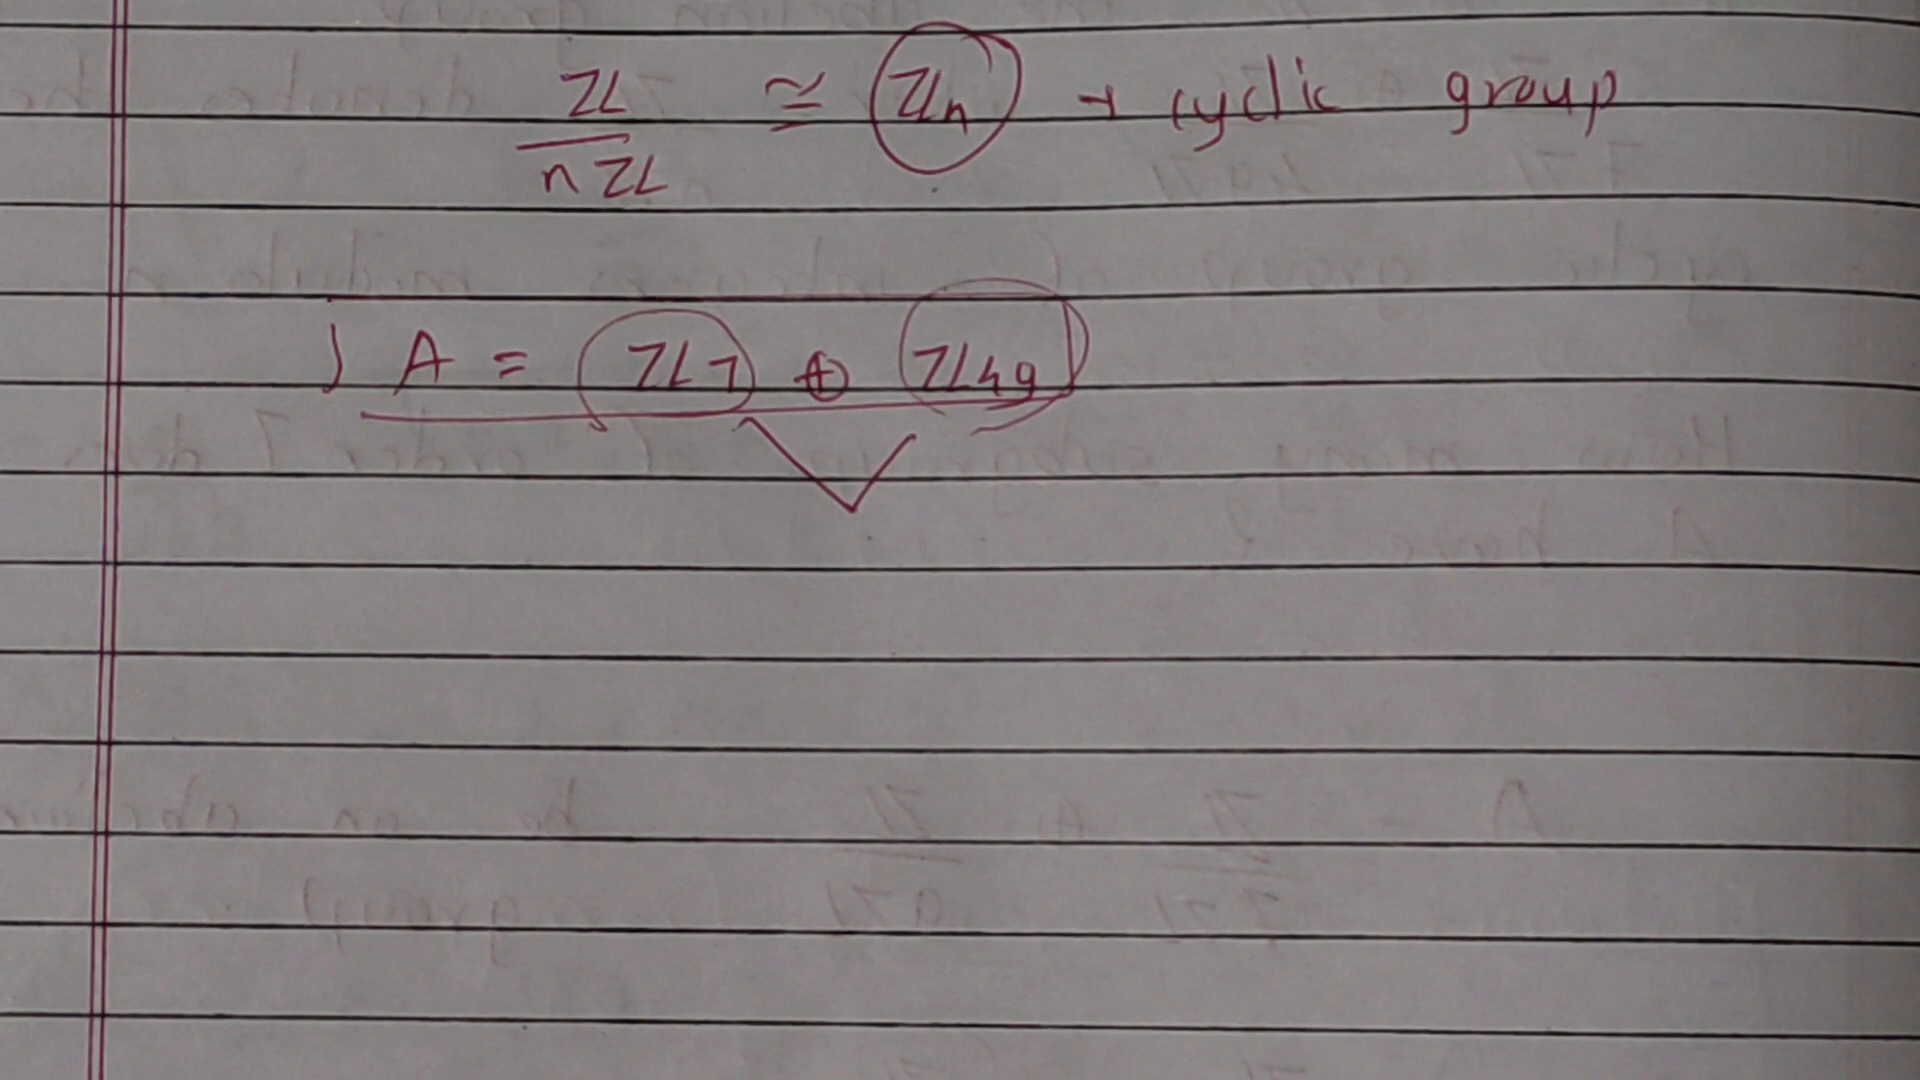 ℤ/nℤ ≅ ℤn → cyclic group
) A = ℤ7 ⊕ ℤ49